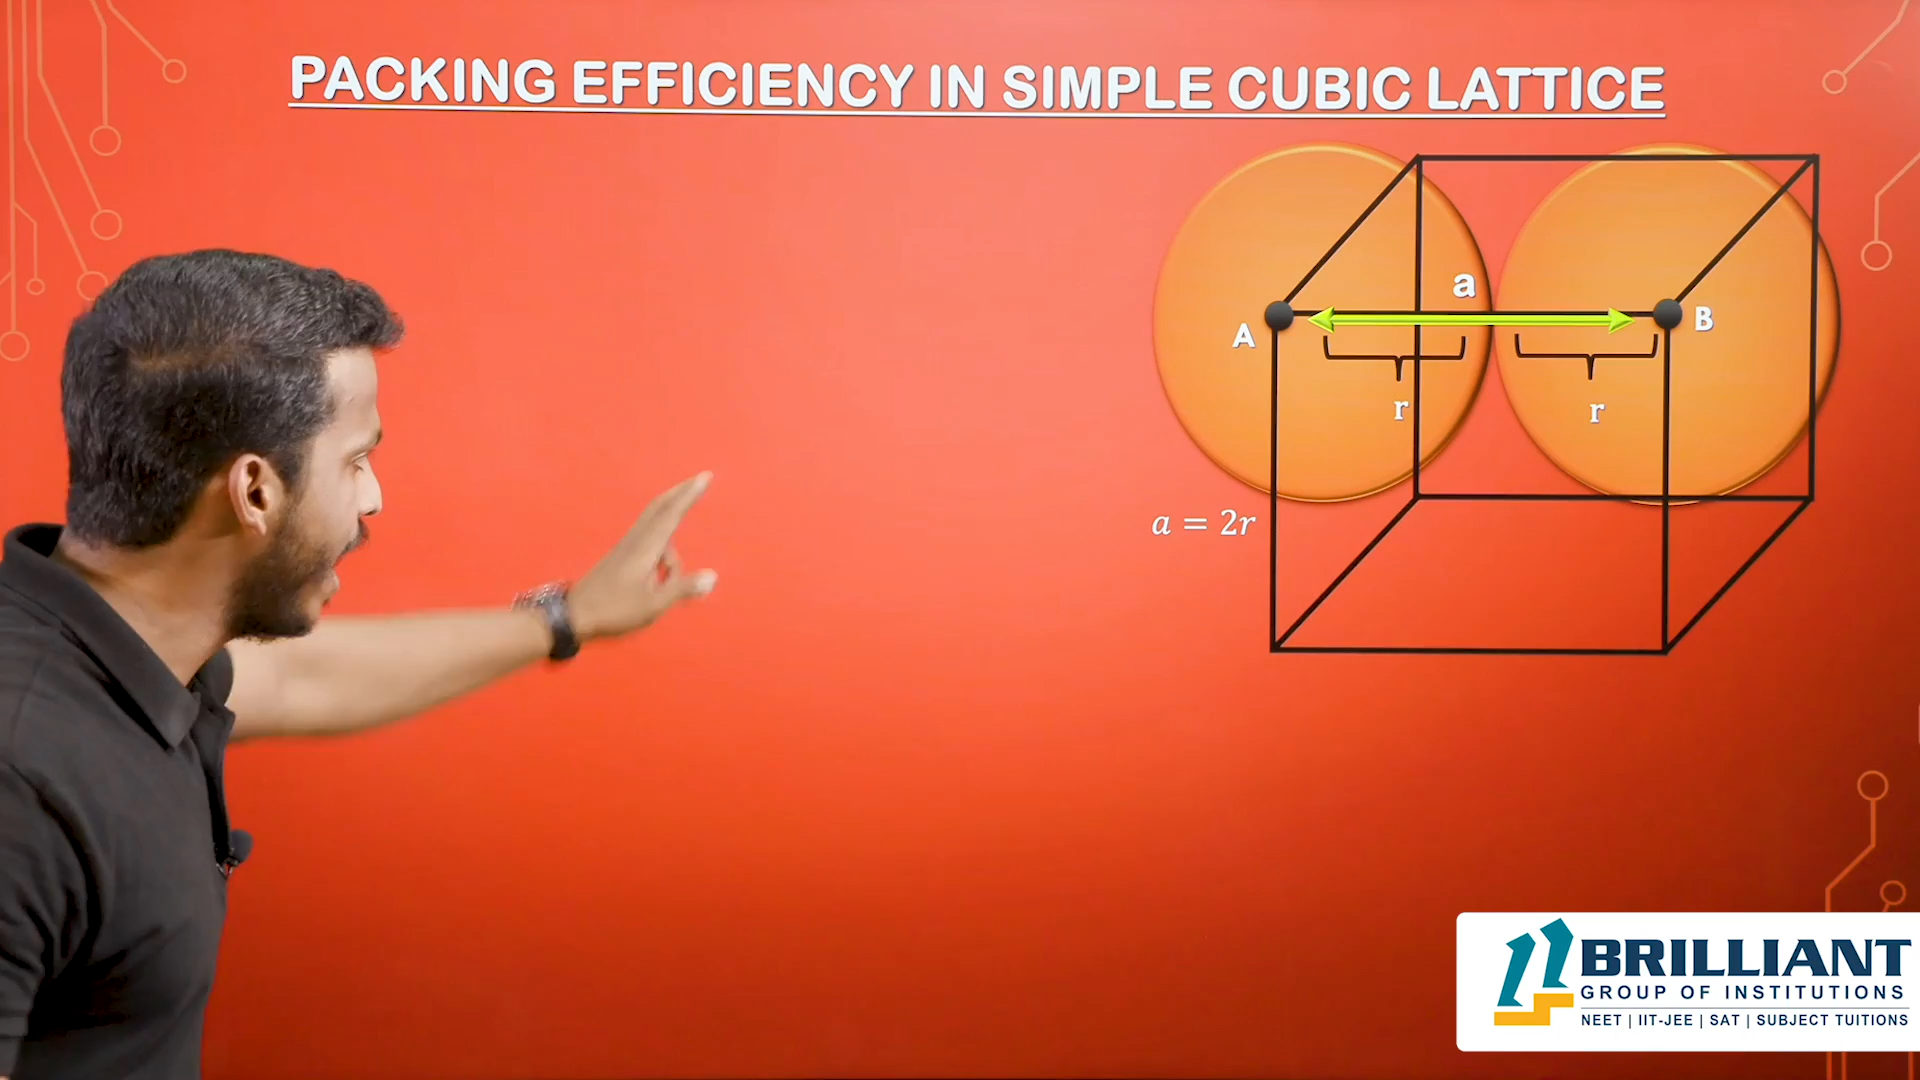 PACKING EFFICIENCY IN SIMPLE CUBIC LATTICE
a
A
B
r
r
a = 2r
BRILLIANT
GROUP OF INSTITUTIONS
NEET | IIT-JEE | SAT | SUBJECT TUITIONS